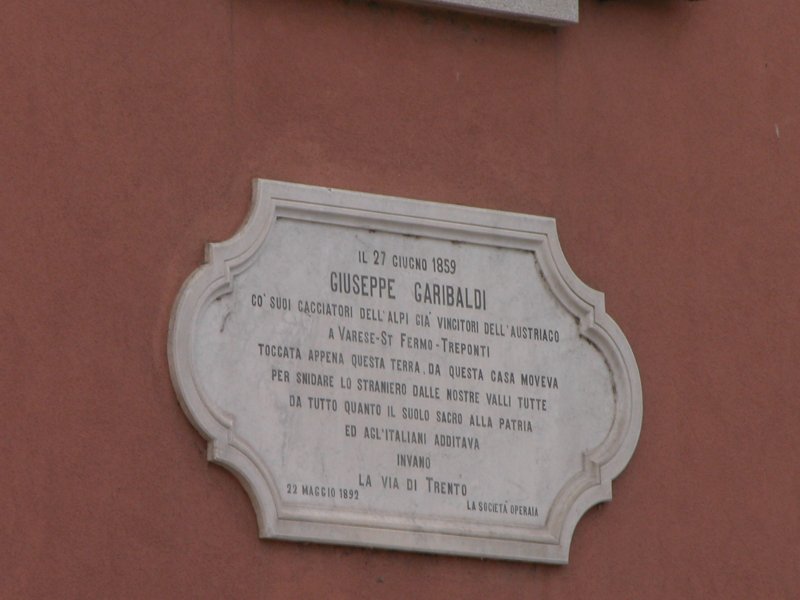 IL 27 GIUGNO 1859
GIUSEPPE GARIBALDI
CO' SUOI CACCIATORI DELL'ALPI GIA' VINCITORI DELL'AUSTRIACO
A VARESE-ST FERMO-TREPONTI
TOCCATA APPENA QUESTA TERRA, DA QUESTA CASA MOVEVA
PER SNIDARE LO STRANIERO DALLE NOSTRE VALLI TUTTE
DA TUTTO QUANTO IL SUOLO SACRO ALLA PATRIA
ED AGL'ITALIANI ADDITAVA
INVANO
LA VIA DI TRENTO
22 MAGGIO 1892
LA SOCIETÀ OPERAIA